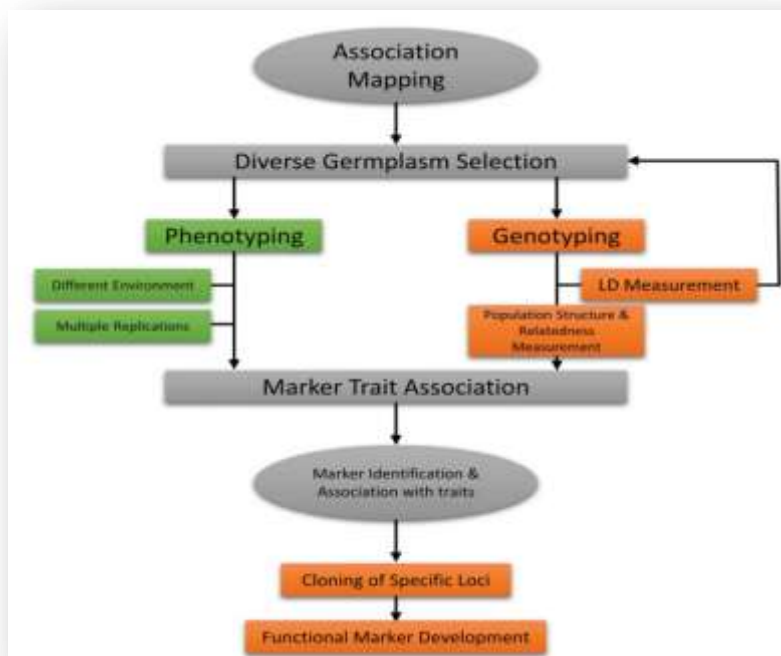 Association
Mapping
Diverse Germplasm Selection
Phenotyping
Genotyping
Different Environment
LD Measurement
Multiple Replications
Population Structure &
Relatedness
Measurement
Marker Trait Association
Marker Identification &
Association with traits
Cloning of Specific Loci
Functional Marker Development